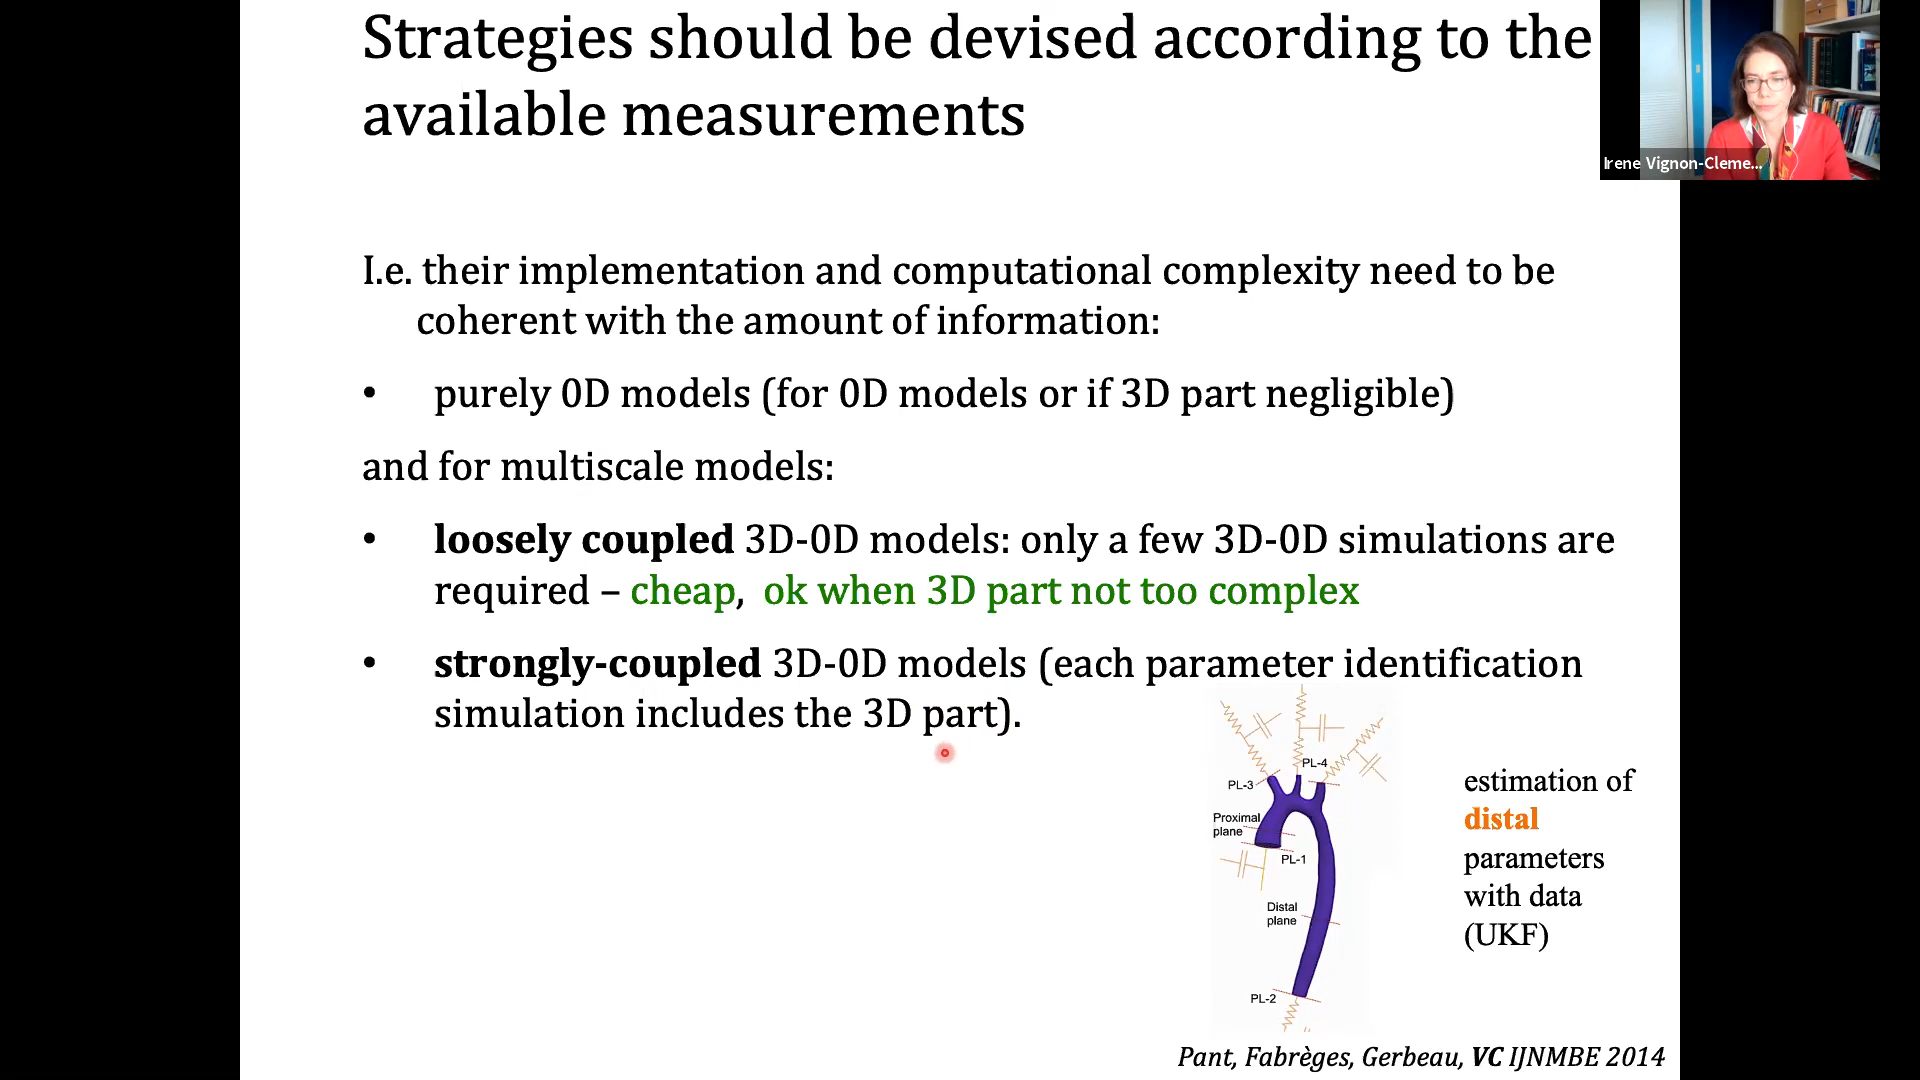 Strategies should be devised according to the
available measurements
Irene Vignon-Cleme...
I.e. their implementation and computational complexity need to be
coherent with the amount of information:
• purely 0D models (for 0D models or if 3D part negligible)
and for multiscale models:
• loosely coupled 3D-0D models: only a few 3D-0D simulations are
required – cheap, ok when 3D part not too complex
• strongly-coupled 3D-0D models (each parameter identification
simulation includes the 3D part).
PL-4
PL-3
Proximal
plane
PL-1
Distal
plane
PL-2
estimation of
distal
parameters
with data
(UKF)
Pant, Fabrèges, Gerbeau, VC IJNMBE 2014